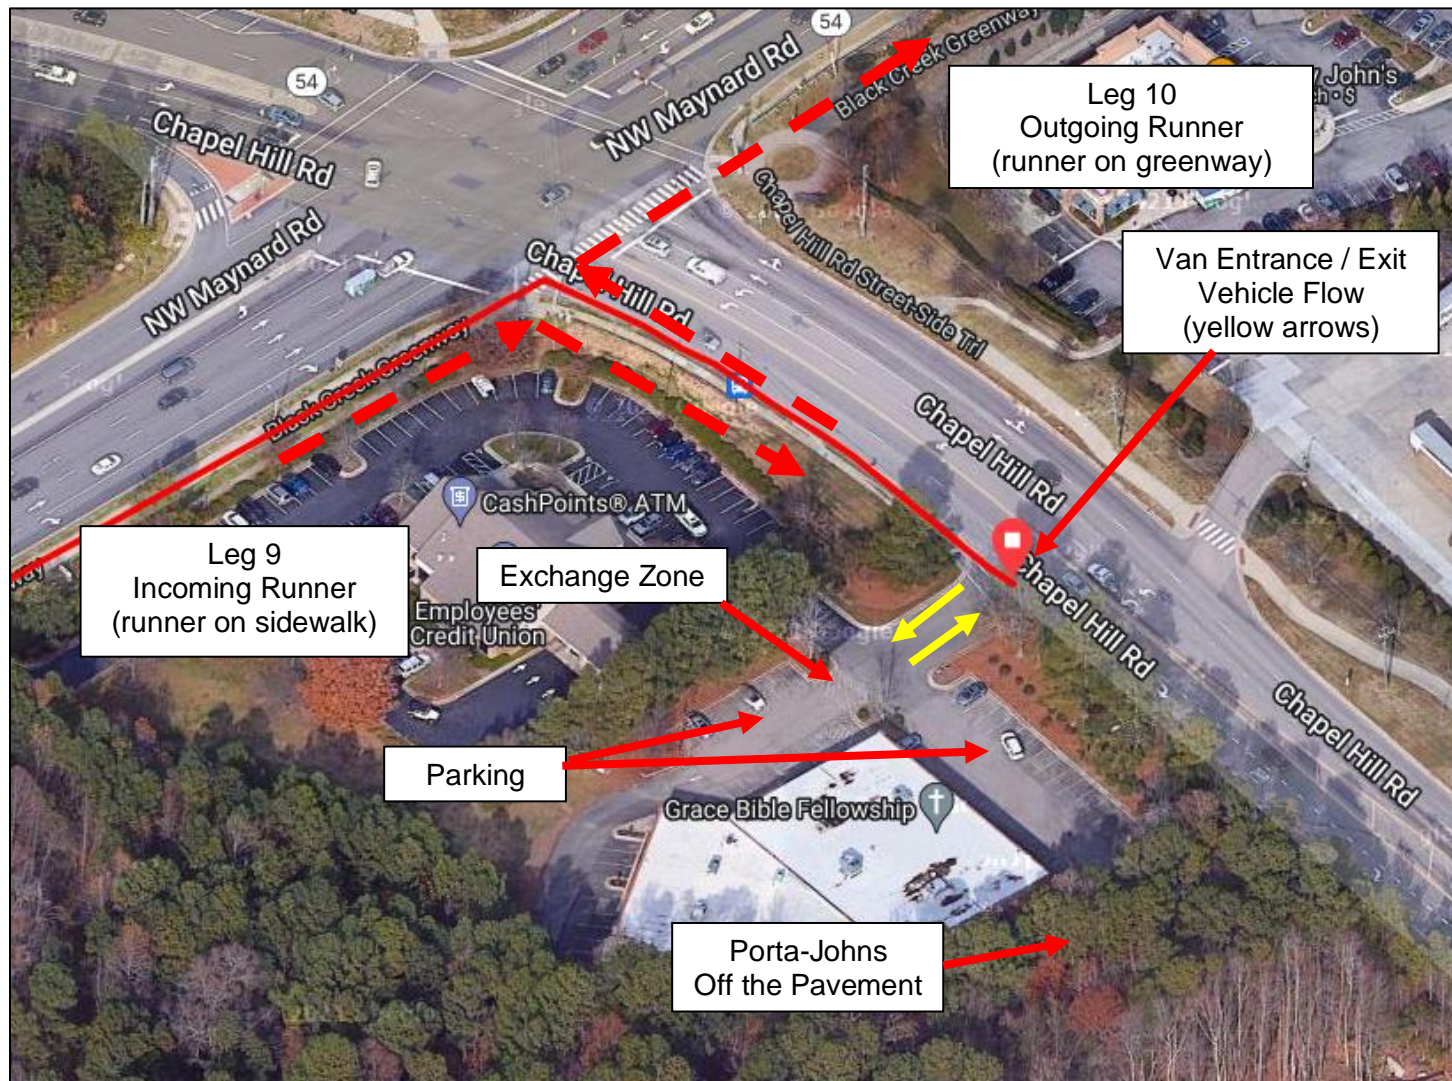 54
54
Black Creek Greenway
NW Maynard Rd
Chapel Hill Rd
Leg 10
Outgoing Runner
(runner on greenway)
y John's
NW Maynard Rd
Chapel Hill Rd
Chapel Hill Rd Street-Side Trl
Van Entrance / Exit
Vehicle Flow
(yellow arrows)
Black Creek Greenway
Chapel Hill Rd
CashPoints® ATM
Leg 9
Incoming Runner
(runner on sidewalk)
Exchange Zone
Employees'
Credit Union
Chapel Hill Rd
Chapel Hill Rd
Parking
Grace Bible Fellowship
Porta-Johns
Off the Pavement